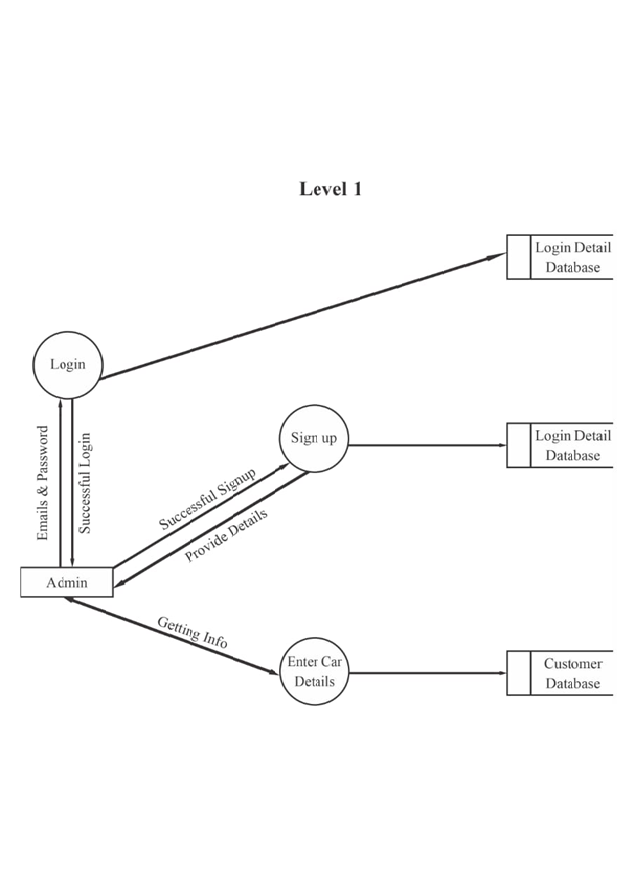 Level 1
Login Detail
Database
Login
Emails & Password
Successful Login
Sign up
Login Detail
Database
Successful Signup
Provide Details
Admin
Getting Info
Enter Car
Details
Customer
Database